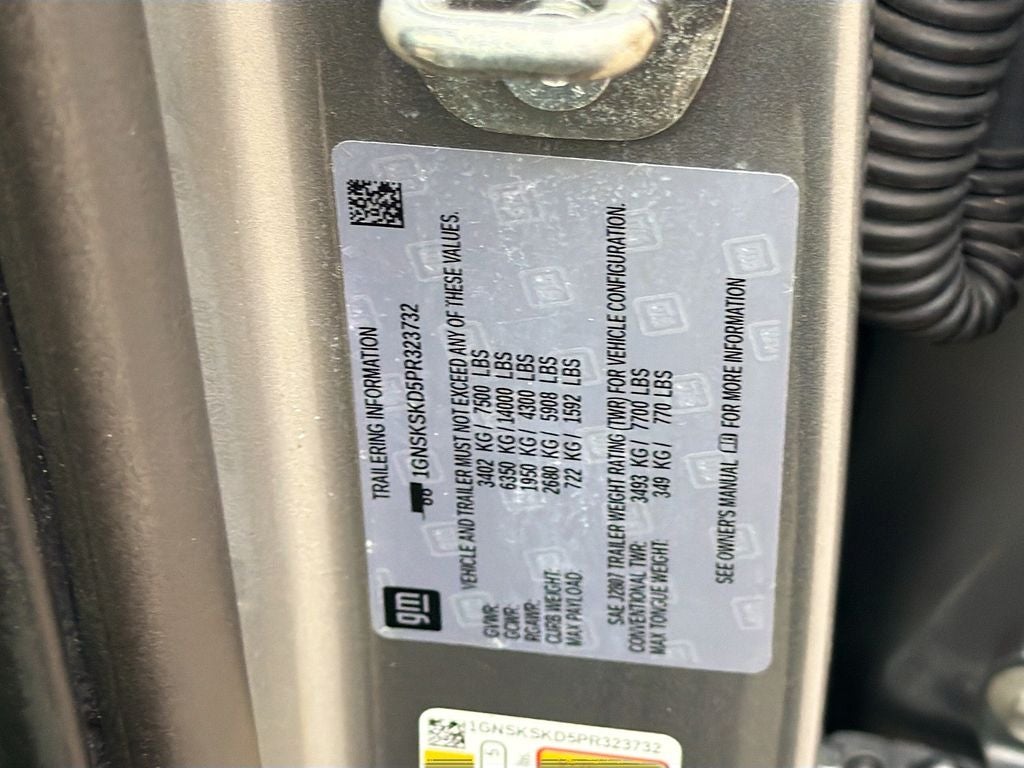 gm
TRAILERING INFORMATION
1GNSKSKD5PR323732
VEHICLE AND TRAILER MUST NOT EXCEED ANY OF THESE VALUES.
GVWR: 3402 KG/ 7500 LBS
GCWR: 6350 KG/ 14000 LBS
RGAWR: 1950 KG/ 4300 LBS
CURB WEIGHT: 2680 KG/ 5908 LBS
MAX PAYLOAD: 722 KG/ 1592 LBS
SAE J2807 TRAILER WEIGHT RATING (TWR) FOR VEHICLE CONFIGURATION.
CONVENTIONAL TWR: 3493 KG/ 7700 LBS
MAX TONGUE WEIGHT: 349 KG/ 770 LBS
SEE OWNER'S MANUAL FOR MORE INFORMATION
1GNSKSKD5PR323732
5